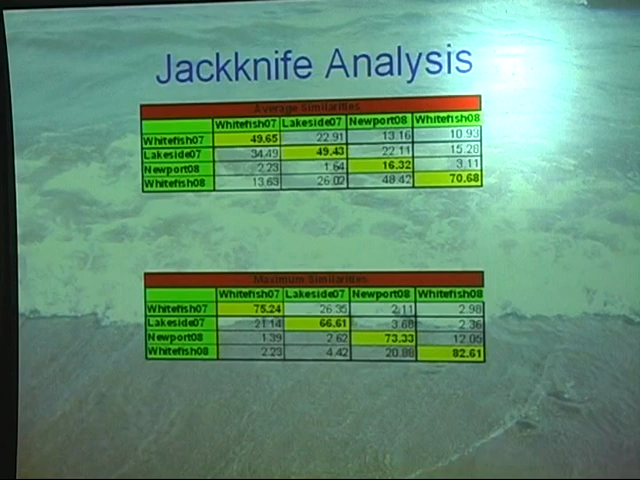 Jackknife Analysis
Average Similarities
Whitefish07 Lakeside07 Newport08 Whitefish08
Whitefish07 49.65 22.91 13.16 10.93
Lakeside07 34.49 49.43 22.11 15.28
Newport08 2.23 1.64 16.32 3.11
Whitefish08 13.63 26.02 48.42 70.68
Maximum Similarities
Whitefish07 Lakeside07 Newport08 Whitefish08
Whitefish07 75.24 26.35 2.11 2.98
Lakeside07 21.14 66.61 3.68 2.36
Newport08 1.39 2.62 73.33 12.05
Whitefish08 2.23 4.42 20.88 82.61